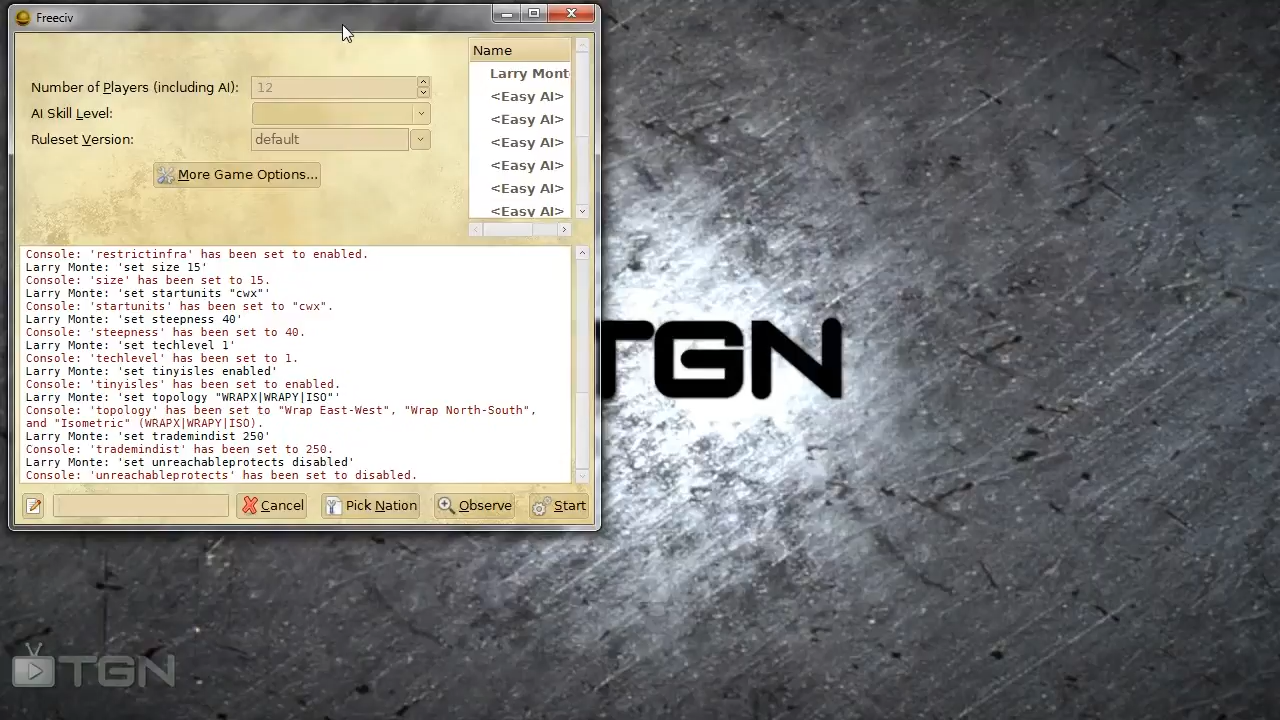 Freeciv
Number of Players (including AI): 12
AI Skill Level:
Ruleset Version: default
More Game Options...
Name
Larry Mont
<Easy AI>
<Easy AI>
<Easy AI>
<Easy AI>
<Easy AI>
<Easy AI>
Console: 'restrictinfra' has been set to enabled.
Larry Monte: 'set size 15'
Console: 'size' has been set to 15.
Larry Monte: 'set startunits "cwx"'
Console: 'startunits' has been set to "cwx".
Larry Monte: 'set steepness 40'
Console: 'steepness' has been set to 40.
Larry Monte: 'set techlevel 1'
Console: 'techlevel' has been set to 1.
Larry Monte: 'set tinyisles enabled'
Console: 'tinyisles' has been set to enabled.
Larry Monte: 'set topology "WRAPX|WRAPY|ISO"'
Console: 'topology' has been set to "Wrap East-West", "Wrap North-South",
and "Isometric" (WRAPX|WRAPY|ISO).
Larry Monte: 'set trademindist 250'
Console: 'trademindist' has been set to 250.
Larry Monte: 'set unreachableprotects disabled'
Console: 'unreachableprotects' has been set to disabled.
Cancel Pick Nation Observe Start
TGN
TGN